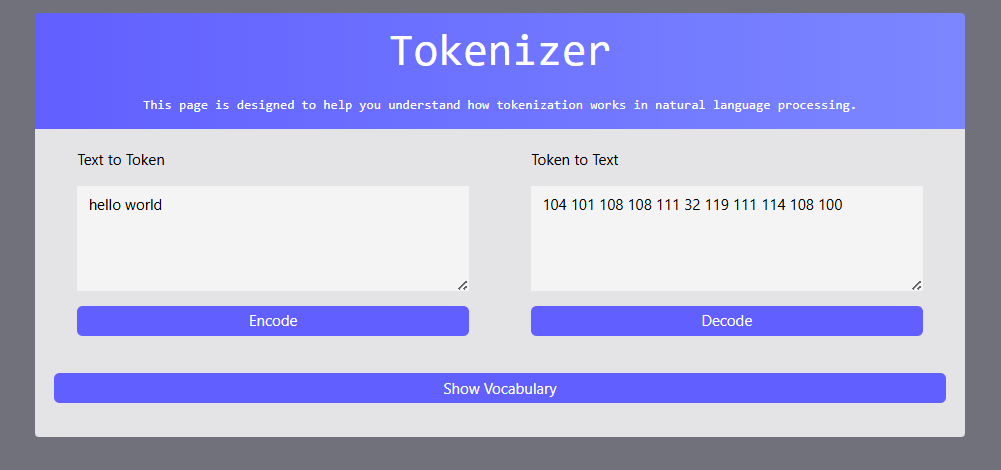 Tokenizer
This page is designed to help you understand how tokenization works in natural language processing.
Text to Token
hello world
Encode
Token to Text
104 101 108 108 111 32 119 111 114 108 100
Decode
Show Vocabulary